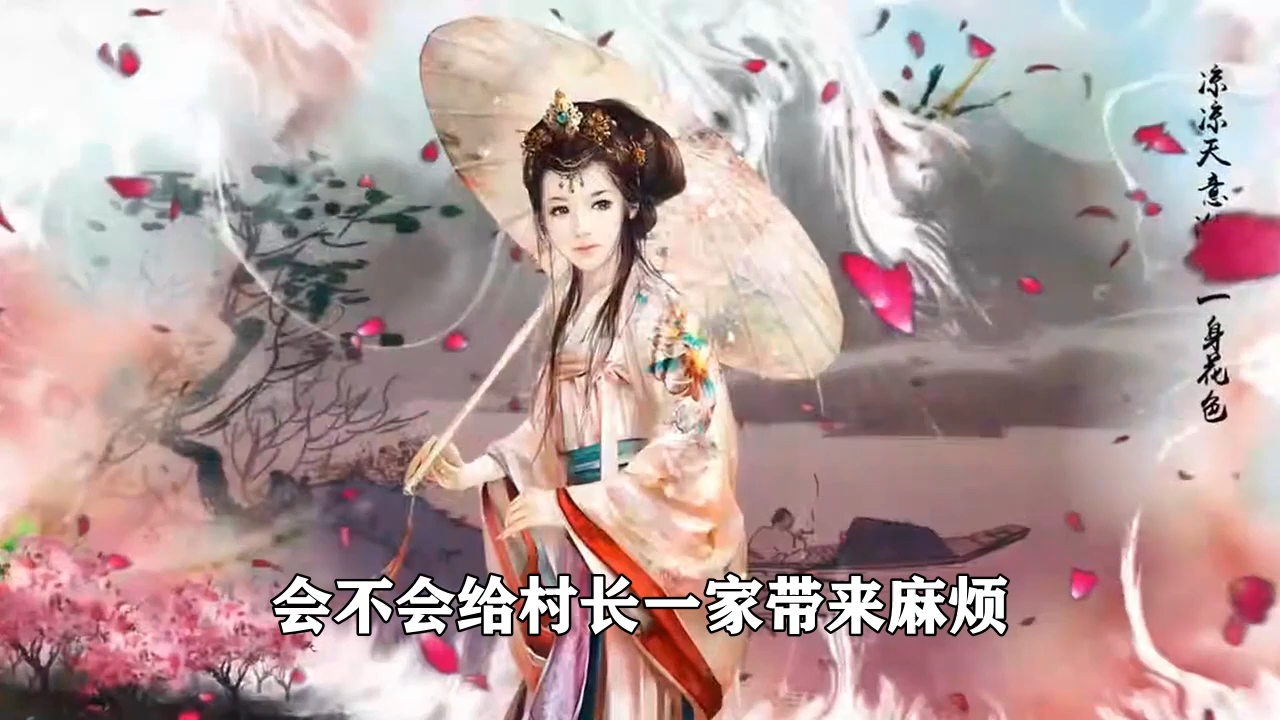 凉凉天意
一身花色
会不会给村长一家带来麻烦